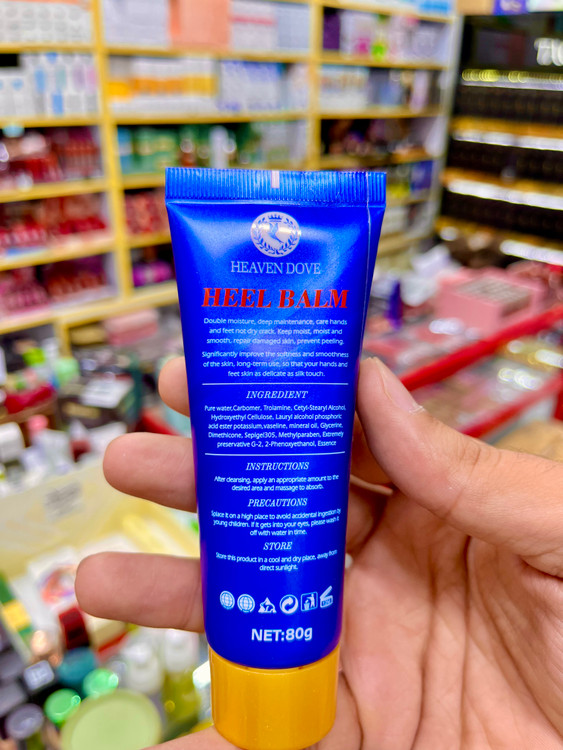 HEAVEN DOVE
HEEL BALM
Double moisture, deep maintenance, care hands
and feet not dry crack. Keep moist, moist and
smooth, repair damaged skin, prevent peeling.
Significantly improve the softness and smoothness
of the skin, long-term use, so that your hands and
feet skin as delicate as silk touch.
INGREDIENT
Pure water,Carbomer, Trolamine, Cetyl-Stearyl Alcohol,
Hydroxyethyl Cellulose, Lauryl alcohol phosphoric
acid ester potassium,vaseline, mineral oil, Glycerine,
Dimethicone, Sepigel305, Methylparaben, Extremely
preservative G-2, 2-Phenoxyethanol, Essence
INSTRUCTIONS
After cleansing, apply an appropriate amount to the
desired area and massage to absorb.
PRECAUTIONS
Splace it on a high place to avoid accidental ingestion by
young children. If it gets into your eyes, please wash it
off with water in time.
STORE
Store this product in a cool and dry place, away from
direct sunlight.
NET:80g